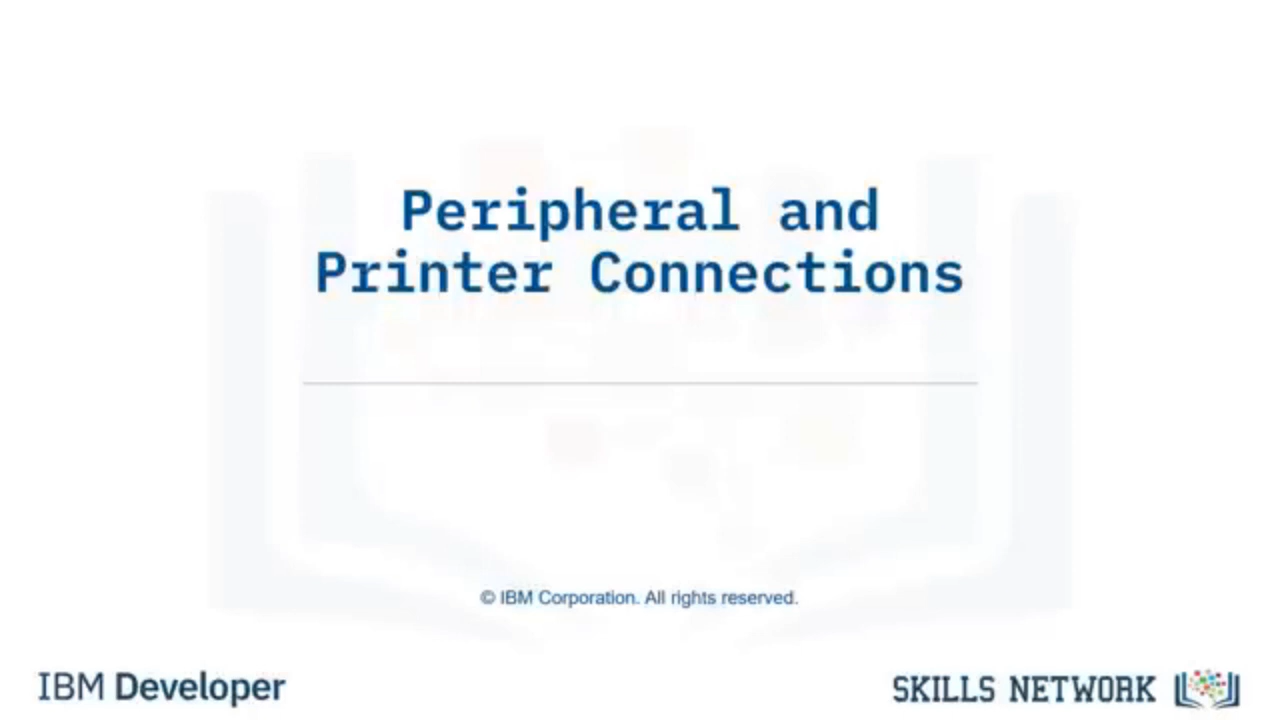 Peripheral and
Printer Connections
© IBM Corporation. All rights reserved.
IBM Developer
SKILLS NETWORK